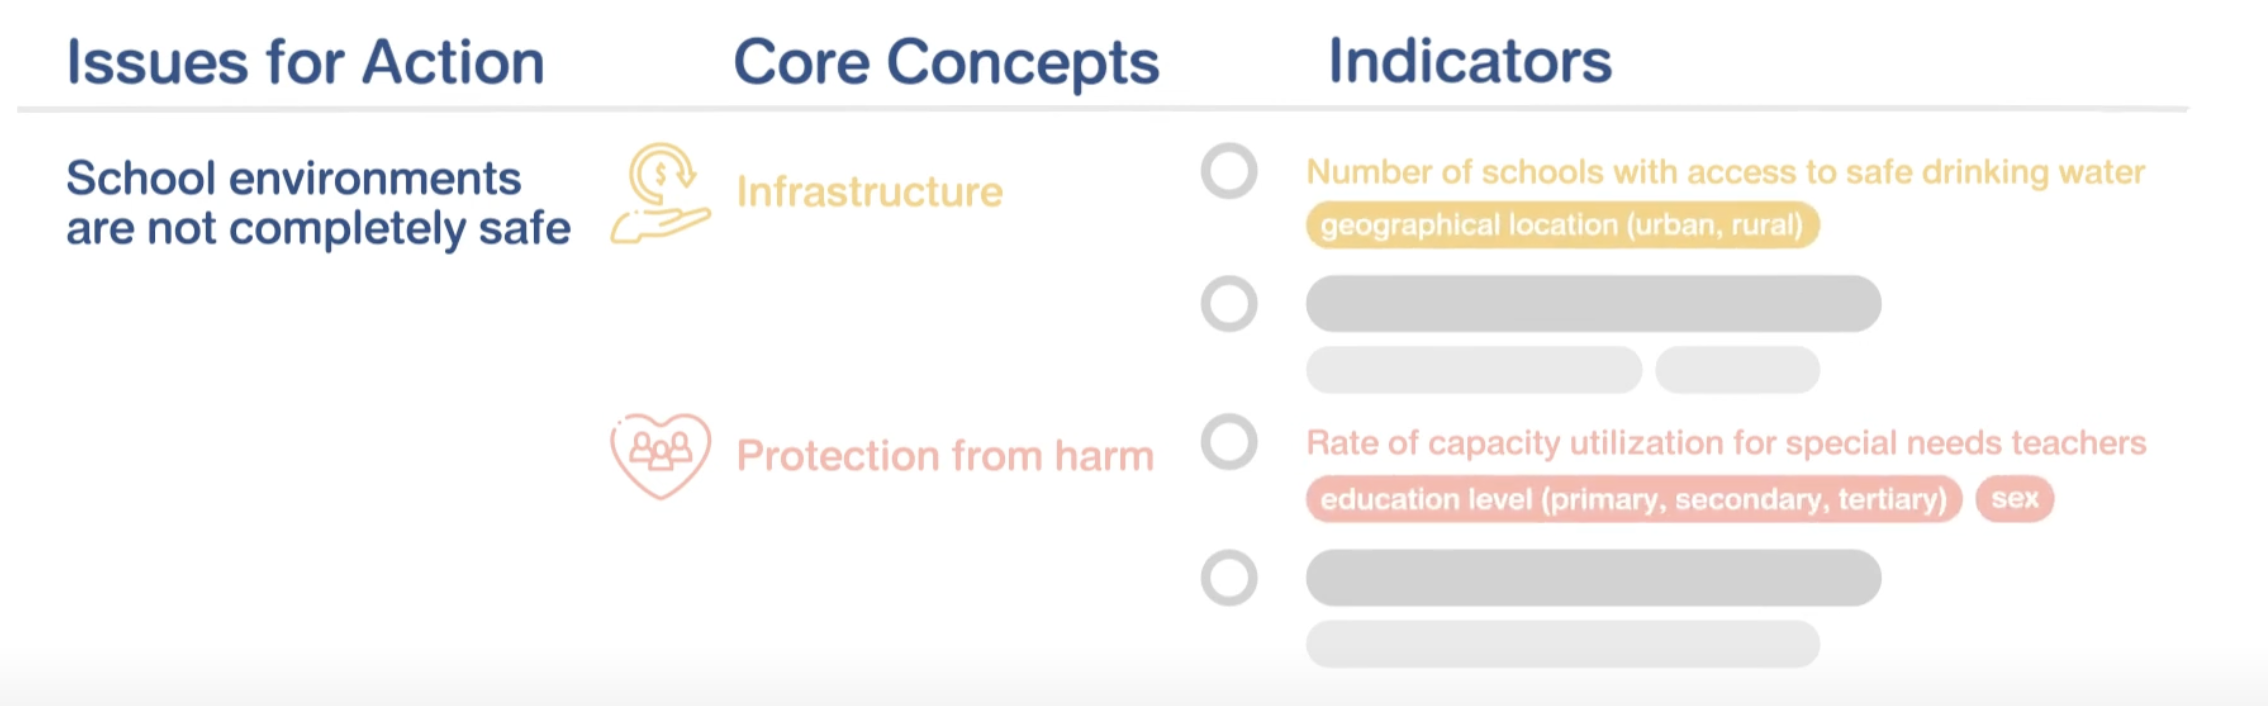 Issues for Action
Core Concepts
Indicators
School environments
are not completely safe
$
Infrastructure
Number of schools with access to safe drinking water
geographical location (urban, rural)
Protection from harm
Rate of capacity utilization for special needs teachers
education level (primary, secondary, tertiary)
sex